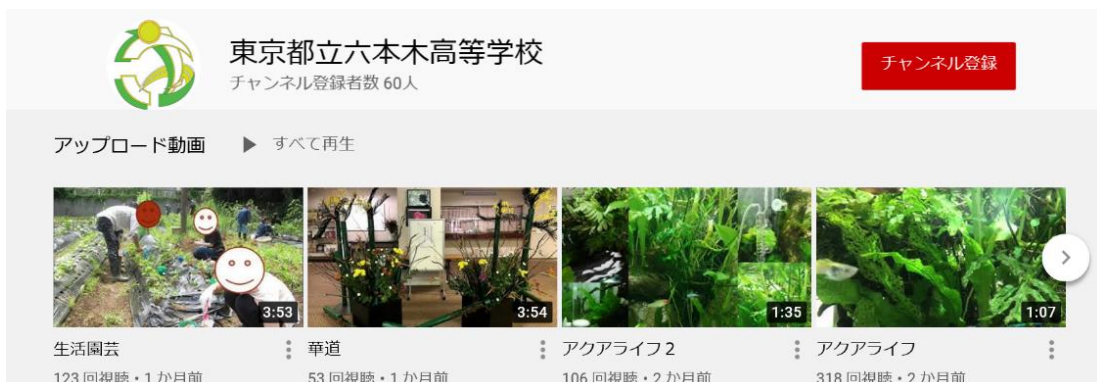 東京都立六本木高等学校
チャンネル登録者数 60人
チャンネル登録
アップロード動画 ▶ すべて再生
3:53
3:54
1:35
1:07
生活園芸
華道
アクアライフ2
アクアライフ
123 回視聴・1 か月前
53 回視聴・1 か月前
106 回視聴・2 か月前
318 回視聴・2 か月前